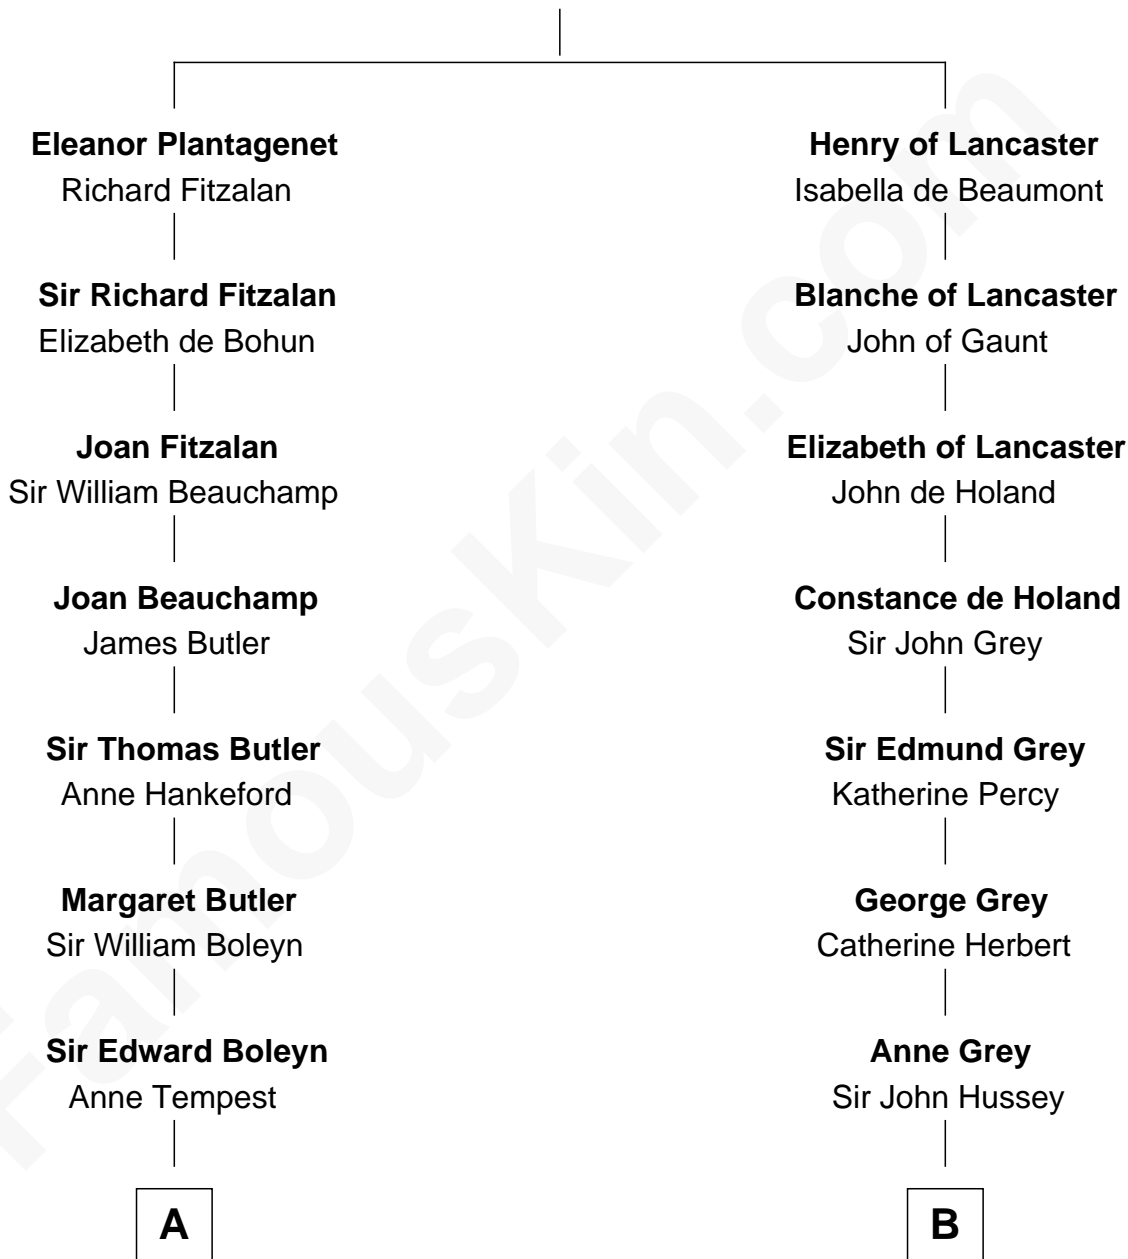 Eleanor Plantagenet
Richard Fitzalan
Sir Richard Fitzalan
Elizabeth de Bohun
Joan Fitzalan
Sir William Beauchamp
Joan Beauchamp
James Butler
Sir Thomas Butler
Anne Hankeford
Margaret Butler
Sir William Boleyn
Sir Edward Boleyn
Anne Tempest
A
Henry of Lancaster
Isabella de Beaumont
Blanche of Lancaster
John of Gaunt
Elizabeth of Lancaster
John de Holand
Constance de Holand
Sir John Grey
Sir Edmund Grey
Katherine Percy
George Grey
Catherine Herbert
Anne Grey
Sir John Hussey
B
FamousKin.com